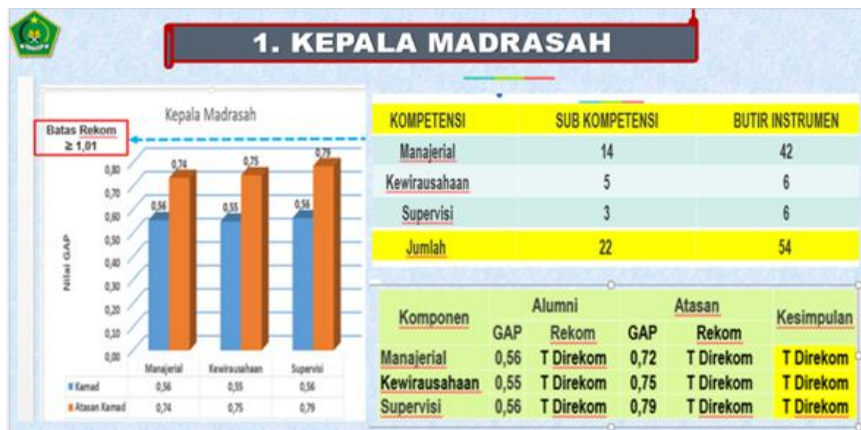 1. KEPALA MADRASAH
Kepala Madrasah
Batas Rekom
≥ 1,01
Nilai GAP
0,80
0,70
0,60
0,50
0,40
0,30
0,20
0,10
0,00
0,56 0,74 0,55 0,75 0,56 0,79
Manajerial Kewirausahaan Supervisi
Kamad 0,56 0,55 0,56
Atasan Kamad 0,74 0,75 0,79
KOMPETENSI SUB KOMPETENSI BUTIR INSTRUMEN
Manajerial 14 42
Kewirausahaan 5 6
Supervisi 3 6
Jumlah 22 54
Komponen Alumni Atasan Kesimpulan
GAP Rekom GAP Rekom
Manajerial 0,56 T Direkom 0,72 T Direkom T Direkom
Kewirausahaan 0,55 T Direkom 0,75 T Direkom T Direkom
Supervisi 0,56 T Direkom 0,79 T Direkom T Direkom